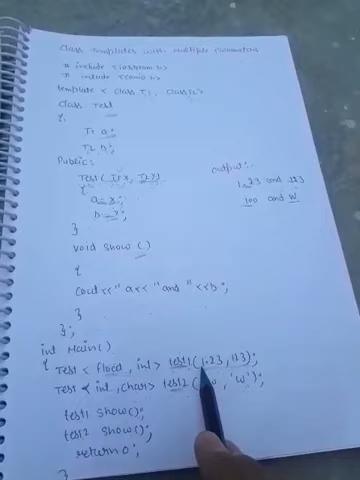 Class Templates with multiple parameters
# include <iostream.h>
# include <conio.h>
template < class T1, class T2>
Class Test
{
T1 a;
T2 b;
Public:
Test ( T1 x, T2 y)
{
a = x;
b = y;
}
void show ()
{
Cout<<" a<< "and "<<b ;
}
};
output:-
1.23 and 123
100 and W
int Main()
{ Test < float, int> test1 (1.23, 123);
Test < int, char> test2 ( , 'W');
test1 show();
test2 show();
return 0;
}